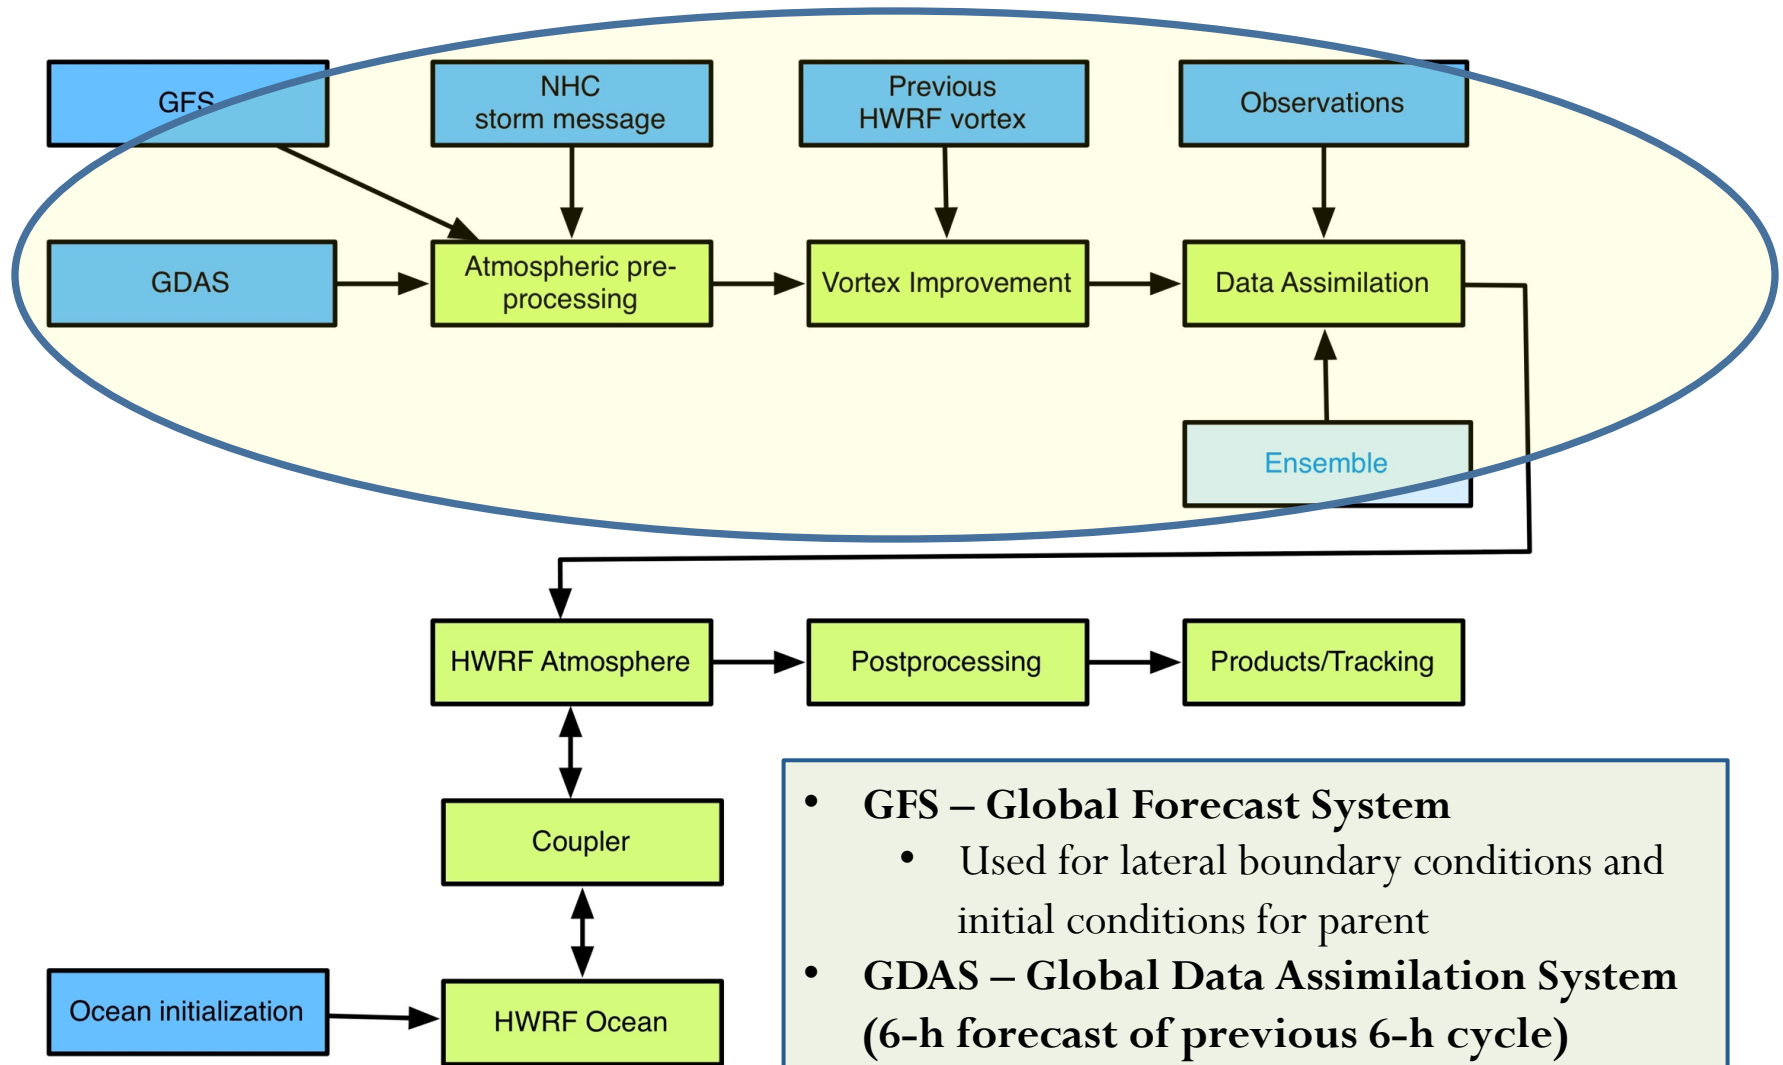 GFS
NHC
storm message
Previous
HWRF vortex
Observations
GDAS
Atmospheric pre-
processing
Vortex Improvement
Data Assimilation
Ensemble
HWRF Atmosphere
Postprocessing
Products/Tracking
Coupler
Ocean initialization
HWRF Ocean
• GFS – Global Forecast System
• Used for lateral boundary conditions and
initial conditions for parent
• GDAS – Global Data Assimilation System
(6-h forecast of previous 6-h cycle)